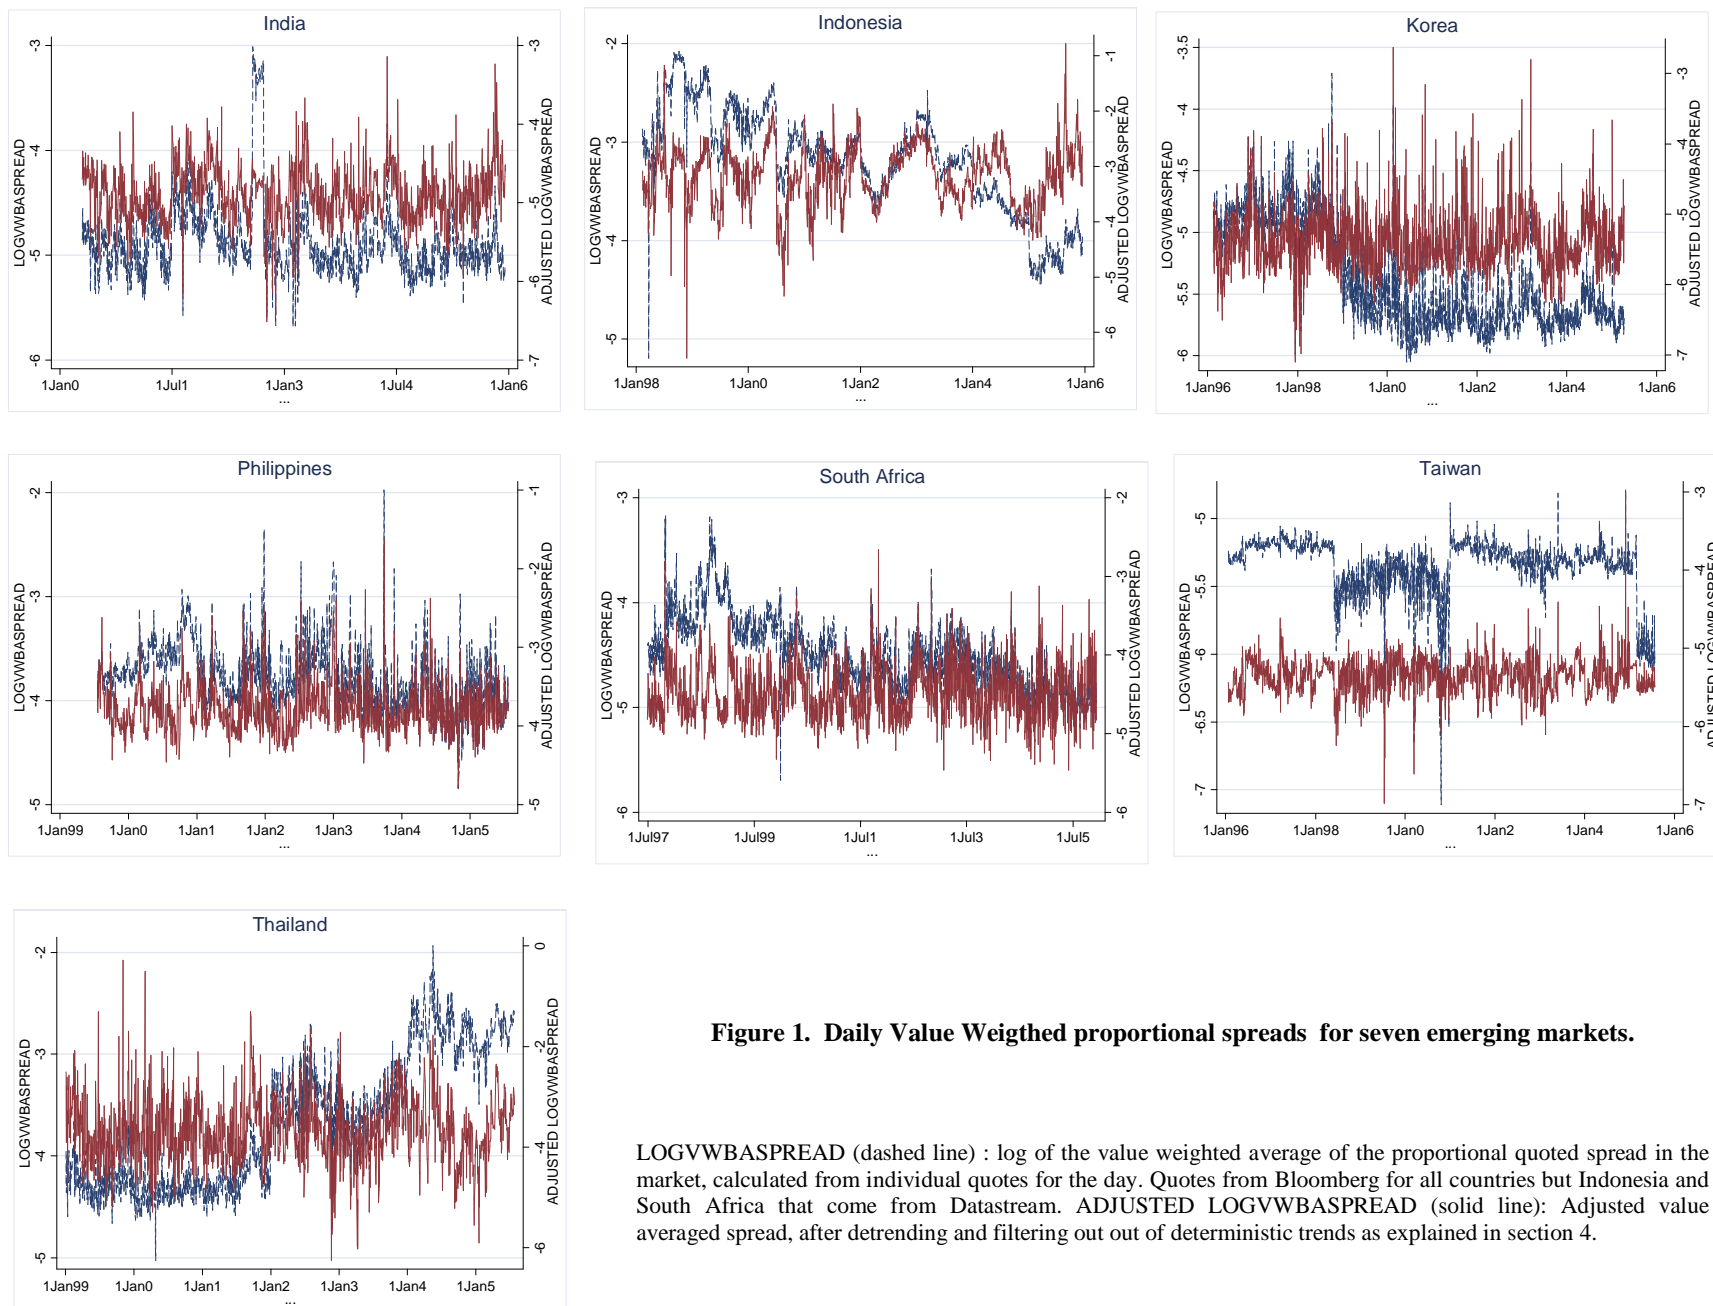 India
-3
-4
-5
-6
LOGVWBASPREAD
-3
-4
-5
-6
-7
ADJUSTED LOGVWBASPREAD
1Jan0 1Jul1 1Jan3 1Jul4 1Jan6
...
Indonesia
-2
-3
-4
-5
LOGVWBASPREAD
-1
-2
-3
-4
-5
-6
ADJUSTED LOGVWBASPREAD
1Jan98 1Jan0 1Jan2 1Jan4 1Jan6
...
Korea
-3.5
-4
-4.5
-5
-5.5
-6
LOGVWBASPREAD
-3
-4
-5
-6
-7
ADJUSTED LOGVWBASPREAD
1Jan96 1Jan98 1Jan0 1Jan2 1Jan4 1Jan6
...
Philippines
-2
-3
-4
-5
LOGVWBASPREAD
-1
-2
-3
-4
-5
ADJUSTED LOGVWBASPREAD
1Jan99 1Jan0 1Jan1 1Jan2 1Jan3 1Jan4 1Jan5
...
South Africa
-3
-4
-5
-6
LOGVWBASPREAD
-2
-3
-4
-5
-6
ADJUSTED LOGVWBASPREAD
1Jul97 1Jul99 1Jul1 1Jul3 1Jul5
...
Taiwan
-5
-5.5
-6
-6.5
-7
LOGVWBASPREAD
-3
-4
-5
-6
-7
ADJUSTED LOGVWBASPREAD
1Jan96 1Jan98 1Jan0 1Jan2 1Jan4 1Jan6
...
Thailand
-2
-3
-4
-5
LOGVWBASPREAD
0
-2
-4
-6
ADJUSTED LOGVWBASPREAD
1Jan99 1Jan0 1Jan1 1Jan2 1Jan3 1Jan4 1Jan5
...
Figure 1. Daily Value Weigthed proportional spreads for seven emerging markets.
LOGVWBASPREAD (dashed line) : log of the value weighted average of the proportional quoted spread in the
market, calculated from individual quotes for the day. Quotes from Bloomberg for all countries but Indonesia and
South Africa that come from Datastream. ADJUSTED LOGVWBASPREAD (solid line): Adjusted value
averaged spread, after detrending and filtering out out of deterministic trends as explained in section 4.